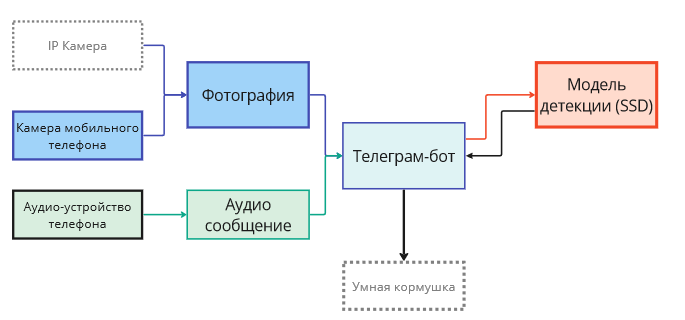 IP Камера
Фотография
Камера мобильного
телефона
Аудио-устройство
телефона
Аудио
сообщение
Телеграм-бот
Модель
детекции (SSD)
Умная кормушка